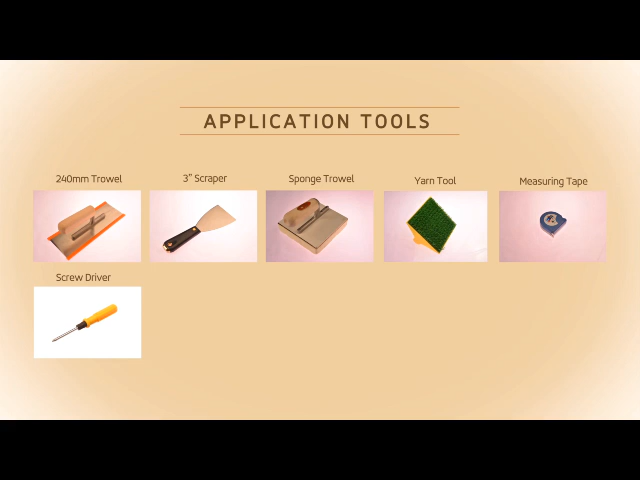 APPLICATION TOOLS
240mm Trowel
3" Scraper
Sponge Trowel
Yarn Tool
Measuring Tape
Screw Driver